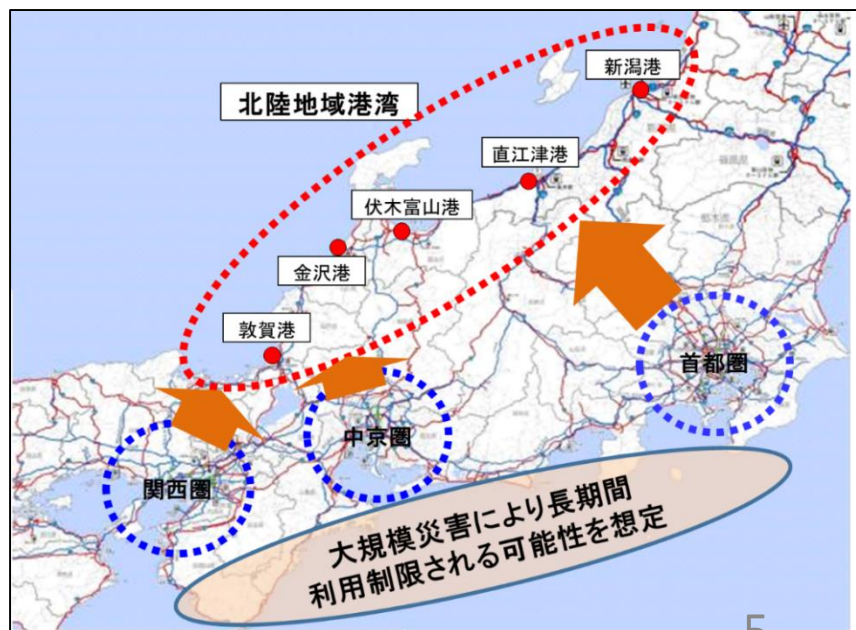 新潟港
北陸地域港湾
直江津港
伏木富山港
金沢港
敦賀港
首都圏
中京圏
関西圏
大規模災害により長期間
利用制限される可能性を想定
5